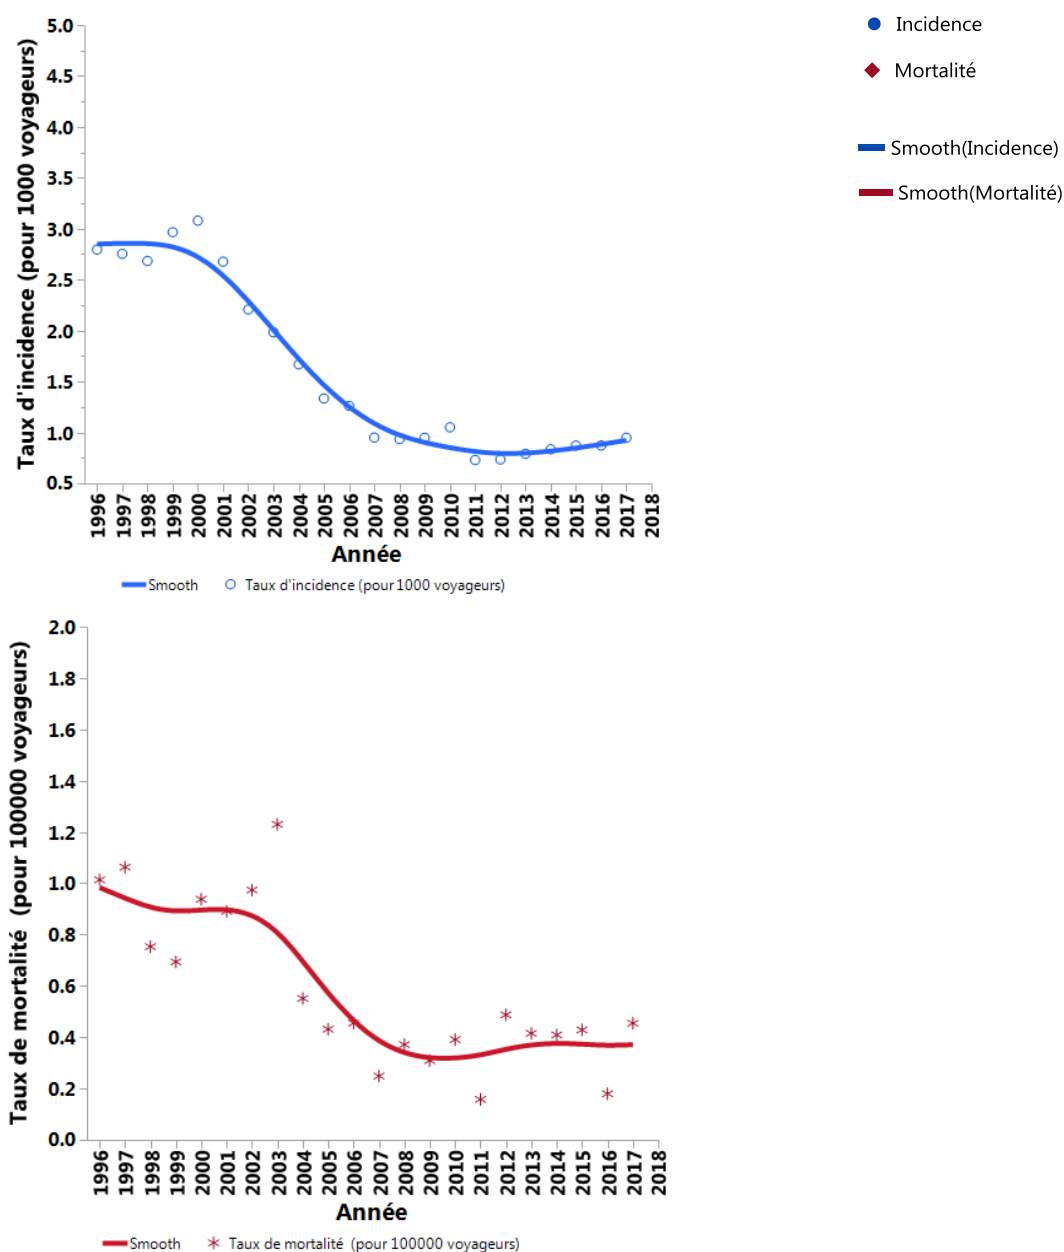 5.0
4.5
4.0
3.5
3.0
2.5
2.0
1.5
1.0
0.5
Taux d'incidence (pour 1000 voyageurs)
1996 1997 1998 1999 2000 2001 2002 2003 2004 2005 2006 2007 2008 2009 2010 2011 2012 2013 2014 2015 2016 2017 2018
Année
Smooth Taux d'incidence (pour 1000 voyageurs)
Incidence
Mortalité
Smooth(Incidence)
Smooth(Mortalité)
2.0
1.8
1.6
1.4
1.2
1.0
0.8
0.6
0.4
0.2
0.0
Taux de mortalité (pour 100000 voyageurs)
1996 1997 1998 1999 2000 2001 2002 2003 2004 2005 2006 2007 2008 2009 2010 2011 2012 2013 2014 2015 2016 2017 2018
Année
Smooth Taux de mortalité (pour 100000 voyageurs)